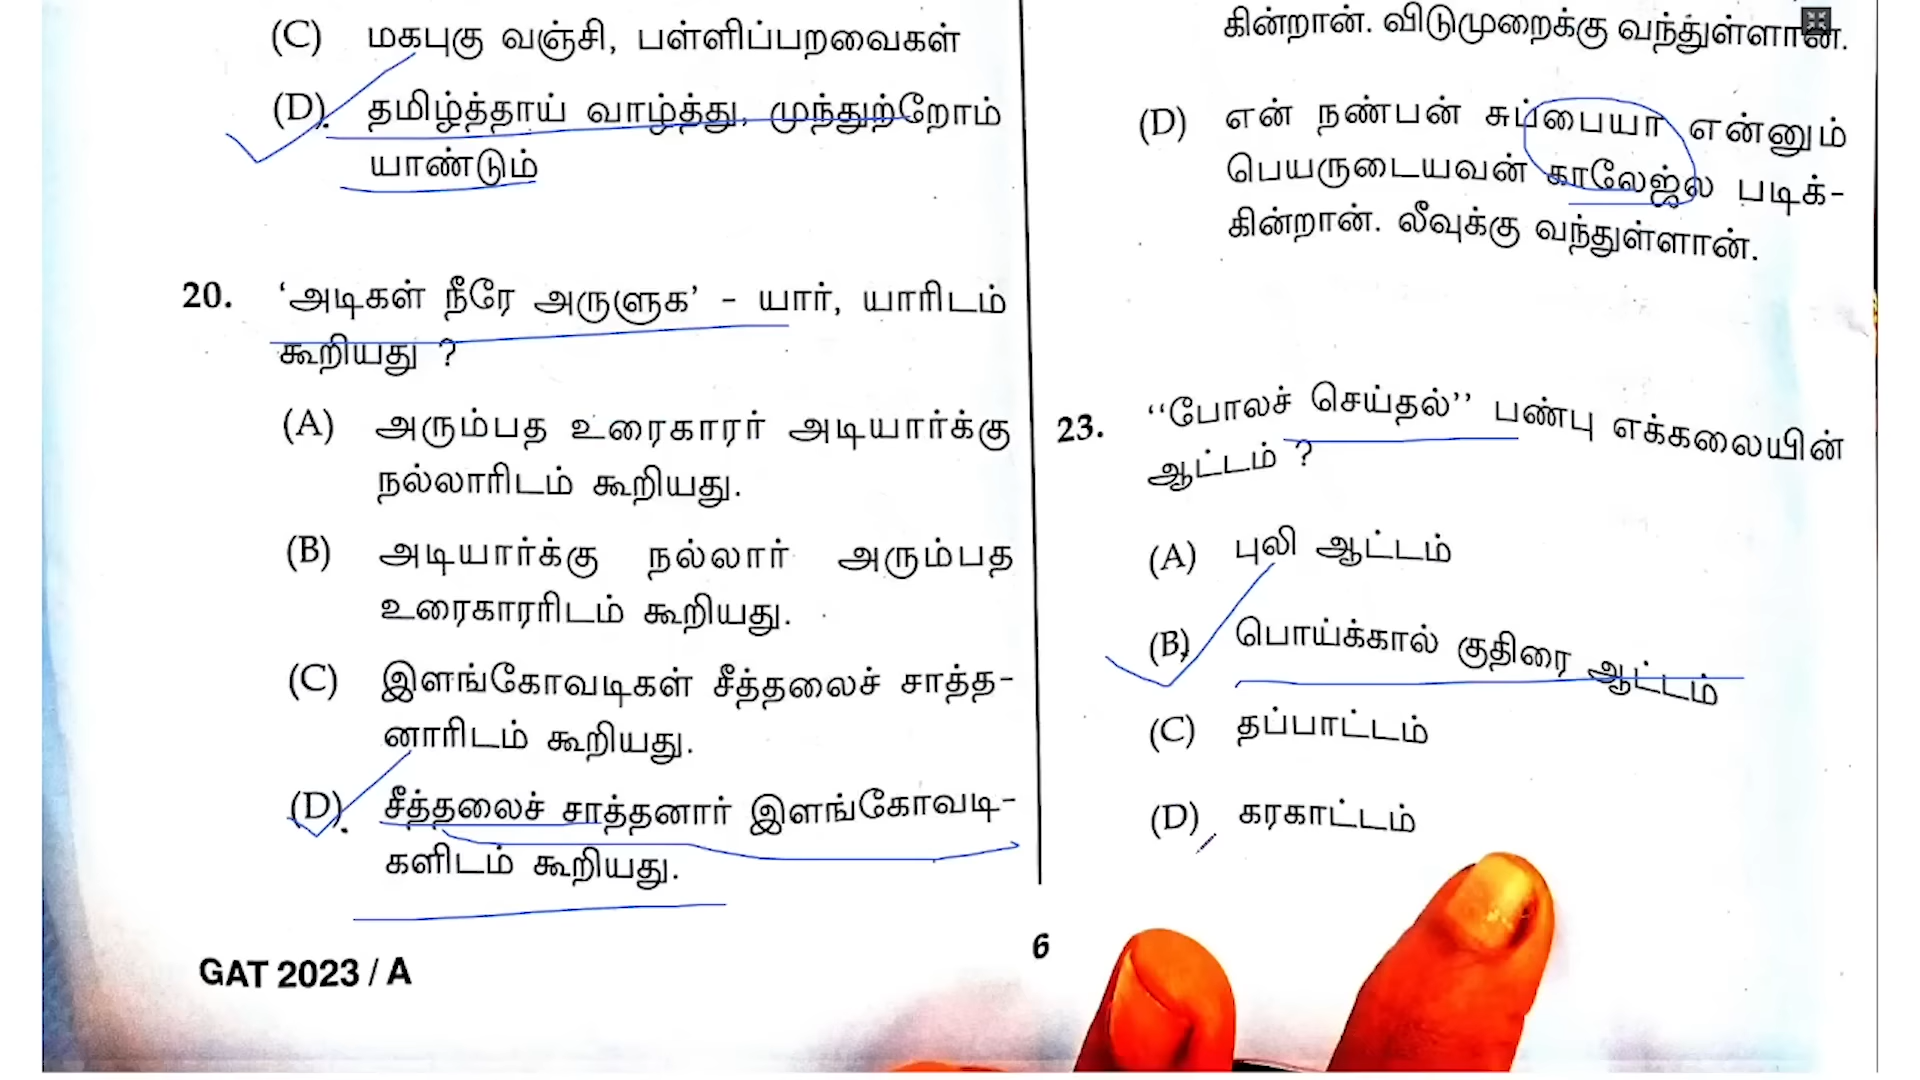 (C) மகபுகு வஞ்சி, பள்ளிப்பறவைகள்
(D) தமிழ்த்தாய் வாழ்த்து, முந்துற்றோம்
யாண்டும்
20. ‘அடிகள் நீரே அருளுக’ - யார், யாரிடம்
கூறியது ?
(A) அரும்பத உரைகாரர் அடியார்க்கு
நல்லாரிடம் கூறியது.
(B) அடியார்க்கு நல்லார் அரும்பத
உரைகாரரிடம் கூறியது.
(C) இளங்கோவடிகள் சீத்தலைச் சாத்த-
னாரிடம் கூறியது.
(D) சீத்தலைச் சாத்தனார் இளங்கோவடி-
களிடம் கூறியது.
கின்றான். விடுமுறைக்கு வந்துள்ளான்.
(D) என் நண்பன் சுப்பையா என்னும்
பெயருடையவன் காலேஜ்ல படிக்-
கின்றான். லீவுக்கு வந்துள்ளான்.
23. “போலச் செய்தல்” பண்பு எக்கலையின்
ஆட்டம் ?
(A) புலி ஆட்டம்
(B) பொய்க்கால் குதிரை ஆட்டம்
(C) தப்பாட்டம்
(D) கரகாட்டம்
GAT 2023 / A
6